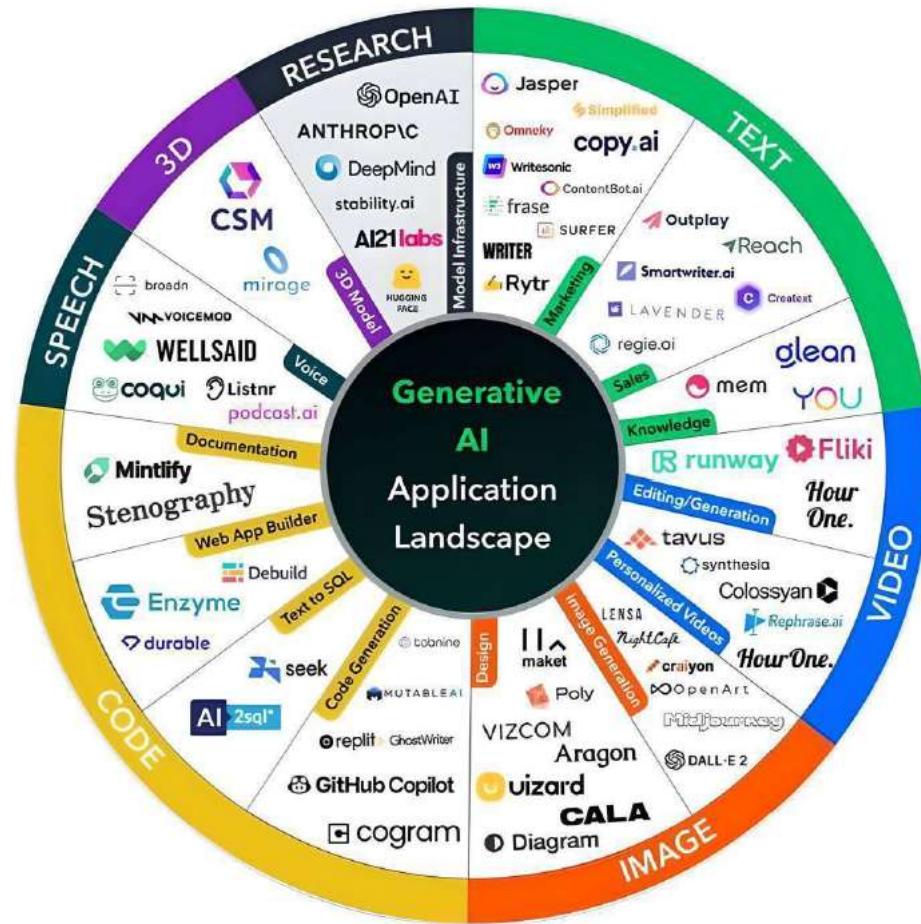 Generative
AI
Application
Landscape
RESEARCH
Model Infrastructure
OpenAI
ANTHROP\C
DeepMind
stability.ai
AI21labs
HUGGING
FACE
TEXT
Marketing
Jasper
Simplified
Omneky
copy.ai
Writesonic
ContentBot.ai
frase
SURFER
WRITER
Rytr
Sales
Outplay
Reach
Smartwriter.ai
Creatext
LAVENDER
regie.ai
Knowledge
glean
mem
YOU
VIDEO
Editing/Generation
runway
Fliki
Hour
One.
Personalized Videos
tavus
synthesia
Colossyan
Rephrase.ai
HourOne.
IMAGE
Image Generation
LENSA
NightCafe
craiyon
OpenArt
Midjourney
DALL·E 2
Design
maket
Poly
VIZCOM
Aragon
uizard
CALA
Diagram
CODE
Code Generation
tabnine
MUTABLEAI
replit GhostWriter
GitHub Copilot
cogram
Text to SQL
seek
AI 2sql*
Web App Builder
Debuild
Enzyme
durable
Documentation
Mintlify
Stenography
SPEECH
Voice
broadn
VOICEMOD
WELLSAID
coqui
Listnr
podcast.ai
3D
3D Model
CSM
mirage